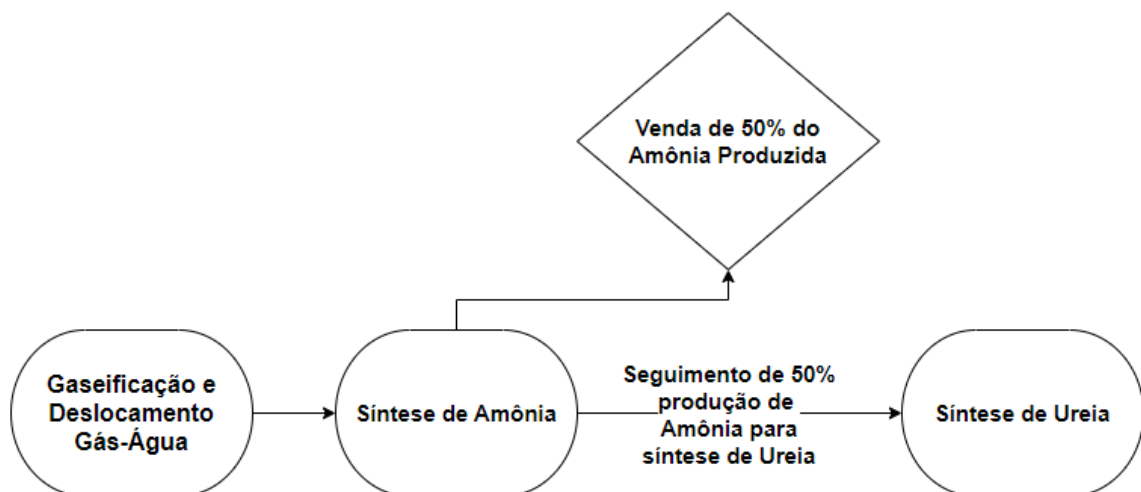 Venda de 50% do
Amônia Produzida
Gaseificação e
Deslocamento
Gás-Água
Síntese de Amônia
Seguimento de 50%
produção de
Amônia para
síntese de Ureia
Síntese de Ureia